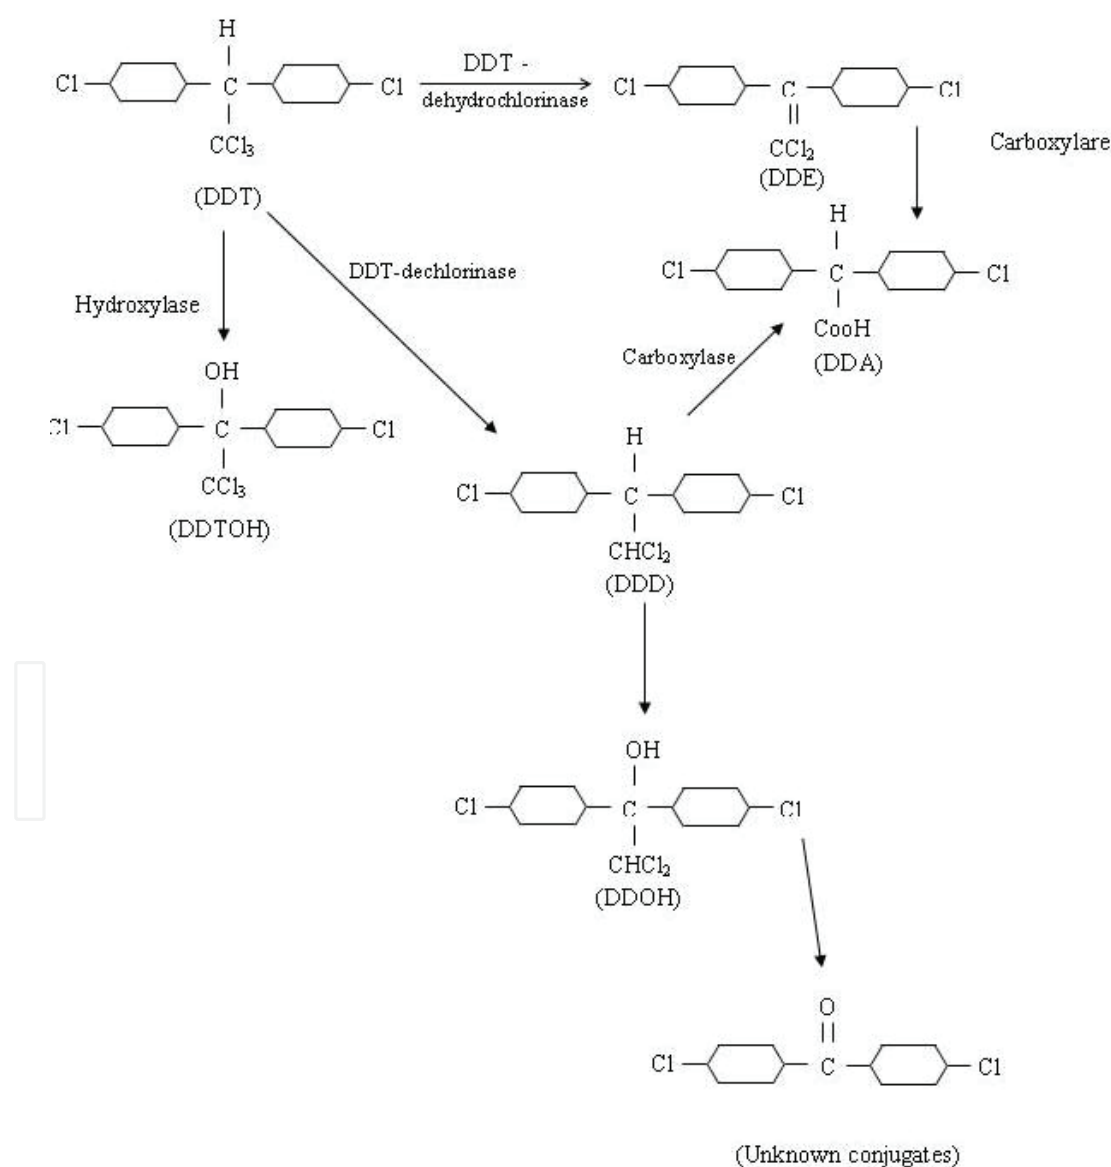 H
Cl C Cl
CCl₃
(DDT)
DDT -
dehydrochlorinase
Cl C Cl
CCl₂
(DDE)
Carboxylare
H
Cl C Cl
CooH
(DDA)
DDT-dechlorinase
Hydroxylase
Carboxylase
OH
Cl C Cl
CCl₃
(DDTOH)
H
Cl C Cl
CHCl₂
(DDD)
OH
Cl C Cl
CHCl₂
(DDOH)
O
Cl C Cl
(Unknown conjugates)